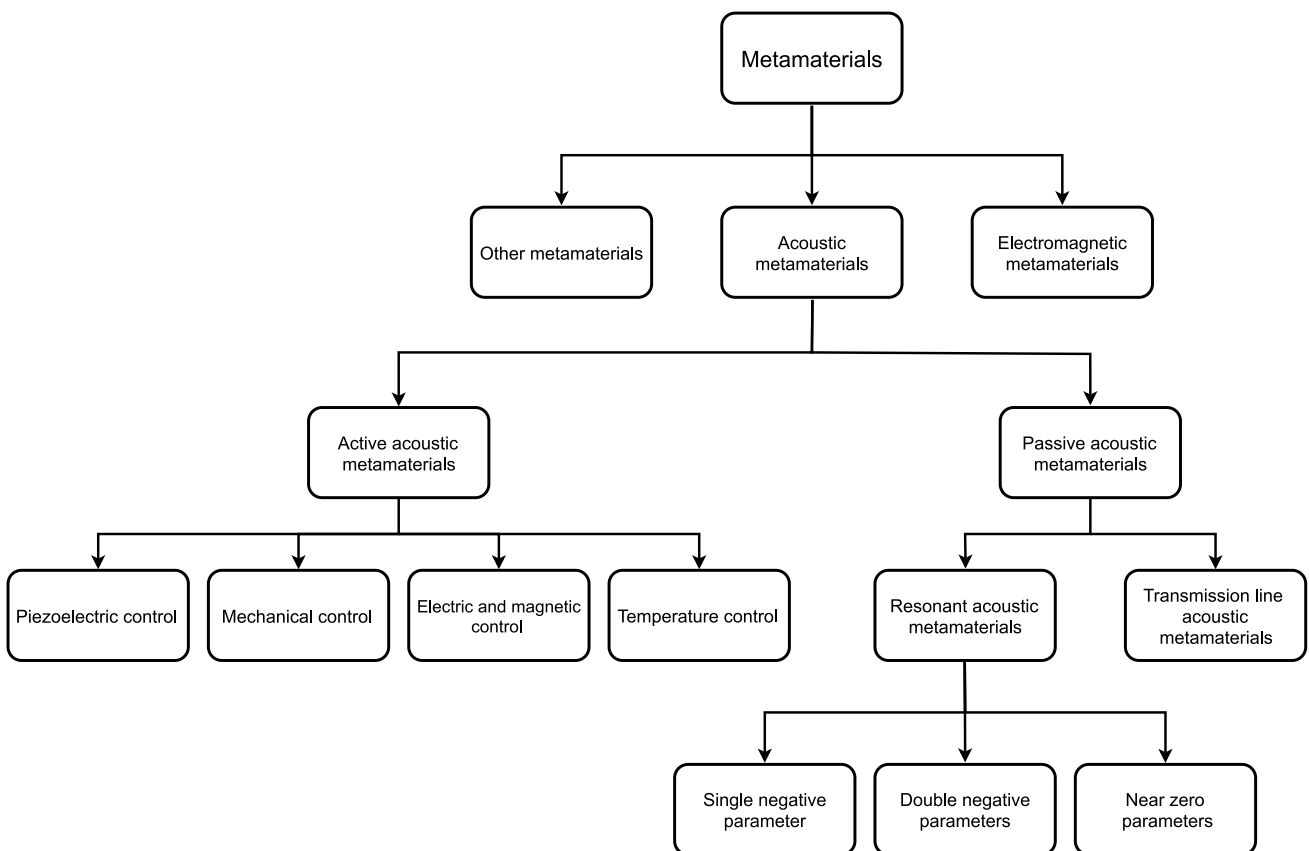 Metamaterials
Other metamaterials
Acoustic
metamaterials
Electromagnetic
metamaterials
Active acoustic
metamaterials
Passive acoustic
metamaterials
Piezoelectric control
Mechanical control
Electric and magnetic
control
Temperature control
Resonant acoustic
metamaterials
Transmission line
acoustic
metamaterials
Single negative
parameter
Double negative
parameters
Near zero
parameters